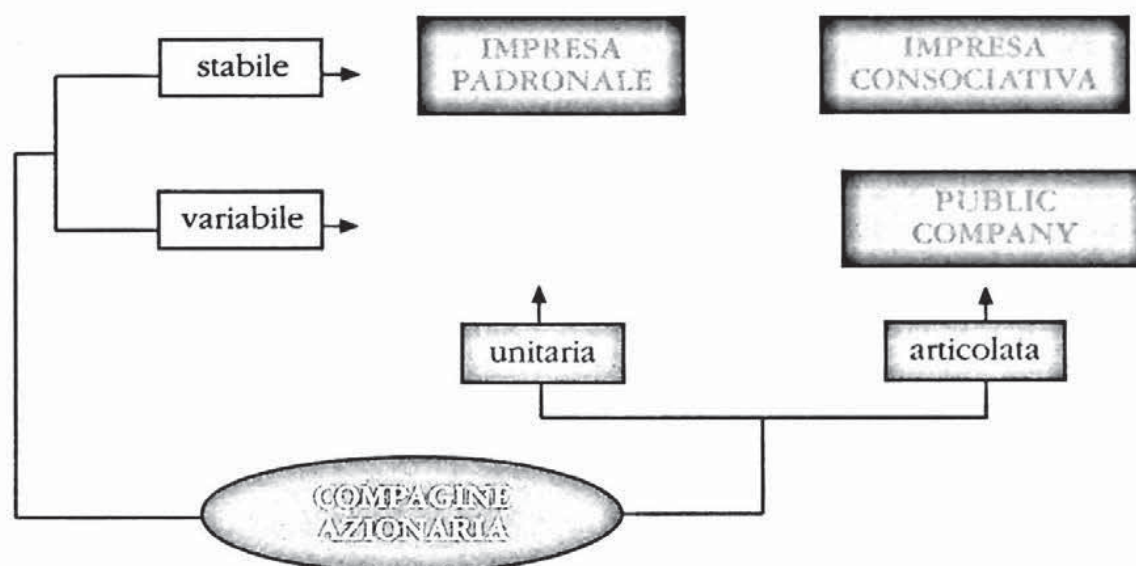 stabile
IMPRESA
PADRONALE
IMPRESA
CONSOCIATIVA
variabile
PUBLIC
COMPANY
unitaria
articolata
COMPAGINE
AZIONARIA